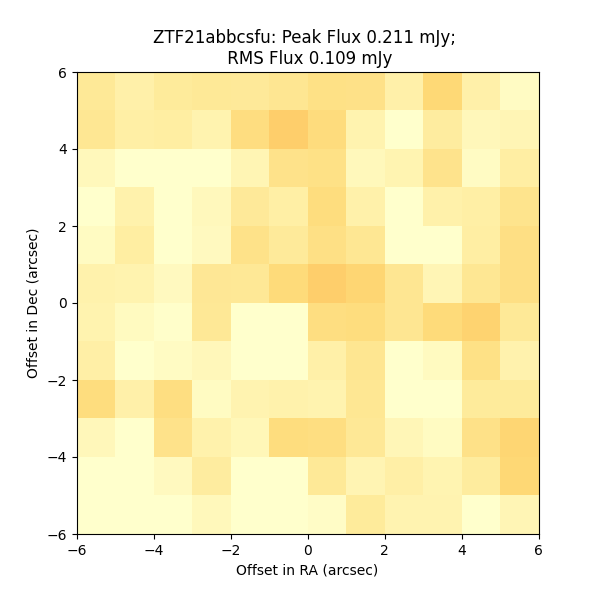 ZTF21abbcsfu: Peak Flux 0.211 mJy;
RMS Flux 0.109 mJy
6
4
2
0
−2
−4
−6
Offset in Dec (arcsec)
−6 −4 −2 0 2 4 6
Offset in RA (arcsec)